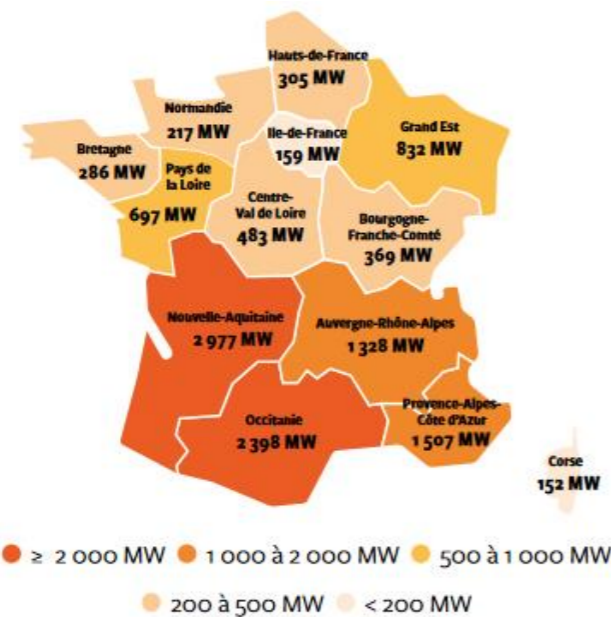 Hauts-de-France
305 MW
Normandie
217 MW
Ile-de-France
159 MW
Grand Est
832 MW
Bretagne
286 MW
Pays de
la Loire
697 MW
Centre-
Val de Loire
483 MW
Bourgogne-
Franche-Comté
369 MW
Nouvelle-Aquitaine
2 977 MW
Auvergne-Rhône-Alpes
1 328 MW
Occitanie
2 398 MW
Provence-Alpes-
Côte d'Azur
1 507 MW
Corse
152 MW
≥ 2 000 MW 1 000 à 2 000 MW 500 à 1 000 MW
200 à 500 MW < 200 MW